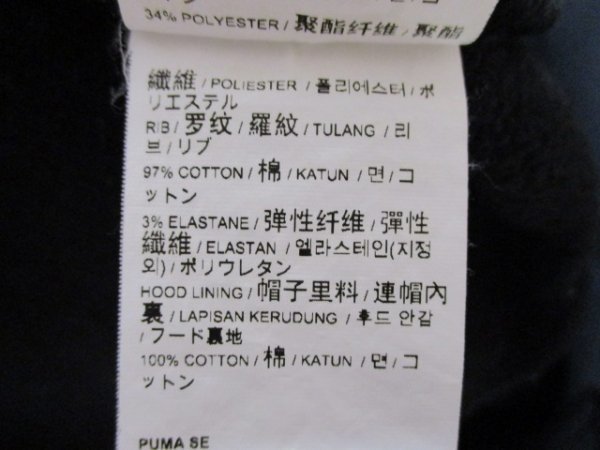 34% POLYESTER / 聚酯纤维 / 聚酯
纖維 / POLIESTER / 폴리에스터 / ポ
リエステル
RIB / 罗纹 / 羅紋 / TULANG / 리
브 / リブ
97% COTTON / 棉 / KATUN / 면 / コ
ットン
3% ELASTANE / 弹性纤维 / 彈性
纖維 / ELASTAN / 엘라스테인(지정
외) / ポリウレタン
HOOD LINING / 帽子里料 / 連帽內
裏 / LAPISAN KERUDUNG / 후드 안감
/ フード裏地
100% COTTON / 棉 / KATUN / 면 / コ
ットン
PUMA SE